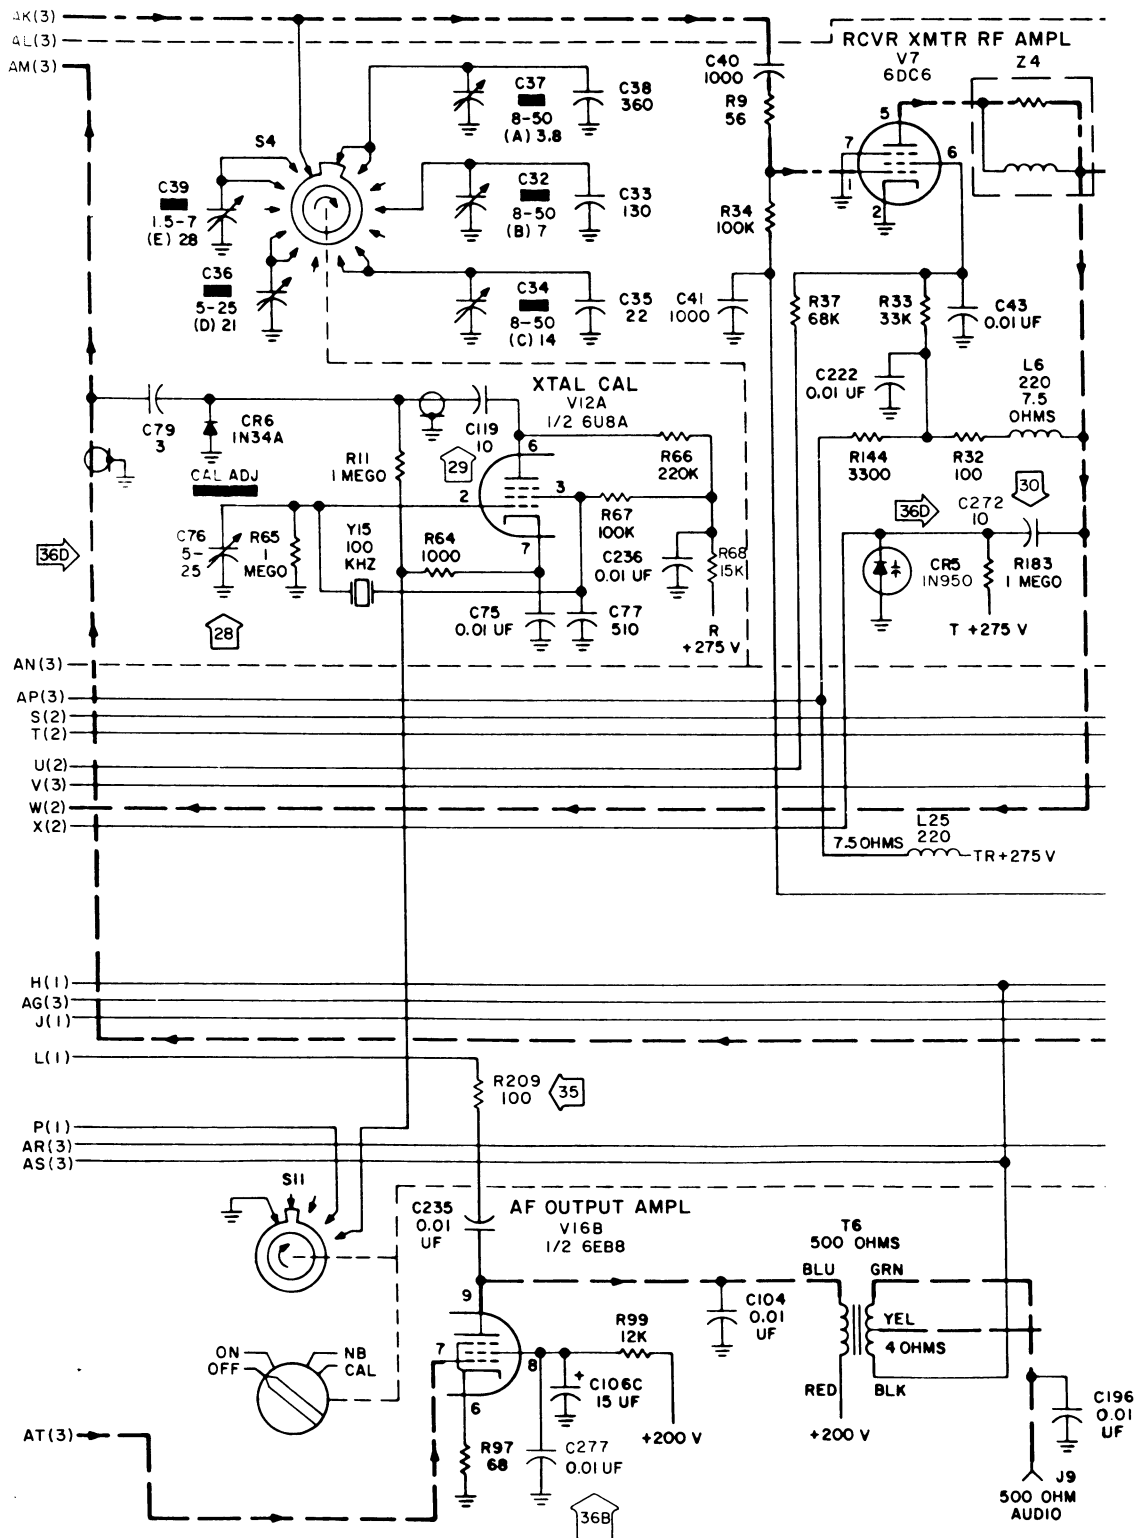 AK(3)
AL(3)
AM(3)
RCVR XMTR RF AMPL
V7
6DC6
Z4
C40
1000
R9
56
C37
8-50
(A) 3.8
C38
360
S4
5
7
6
1
2
C39
1.5-7
(E) 28
C32
8-50
(B) 7
C33
130
R34
100K
C36
5-25
(D) 21
C34
8-50
(C) 14
C35
22
C41
1000
R37
68K
R33
33K
C43
0.01 UF
XTAL CAL
V12A
1/2 6U8A
C222
0.01 UF
L6
220
7.5
OHMS
C79
3
CR6
1N34A
C119
10
6
R11
1 MEGO
29
R66
220K
R144
3300
R32
100
30
CAL ADJ
2
3
R67
100K
36D
C272
10
C76
5-
25
R65
1
MEGO
Y15
100
KHZ
R64
1000
7
C236
0.01 UF
R68
15K
CR5
1N950
R183
1 MEGO
36D
28
C75
0.01 UF
C77
510
R
+275 V
T +275 V
AN(3)
AP(3)
S(2)
T(2)
U(2)
V(3)
W(2)
X(2)
L25
220
7.5 OHMS
TR+275 V
H(1)
AG(3)
J(1)
L(1)
R209
100
35
P(1)
AR(3)
AS(3)
S11
C235
0.01
UF
AF OUTPUT AMPL
V16B
1/2 6EB8
T6
500 OHMS
BLU
GRN
9
C104
0.01
UF
R99
12K
YEL
4 OHMS
ON
OFF
NB
CAL
7
8
6
C106C
15 UF
+
RED
BLK
C196
0.01
UF
AT(3)
R97
68
C277
0.01 UF
+200 V
+200 V
J9
500 OHM
AUDIO
36B